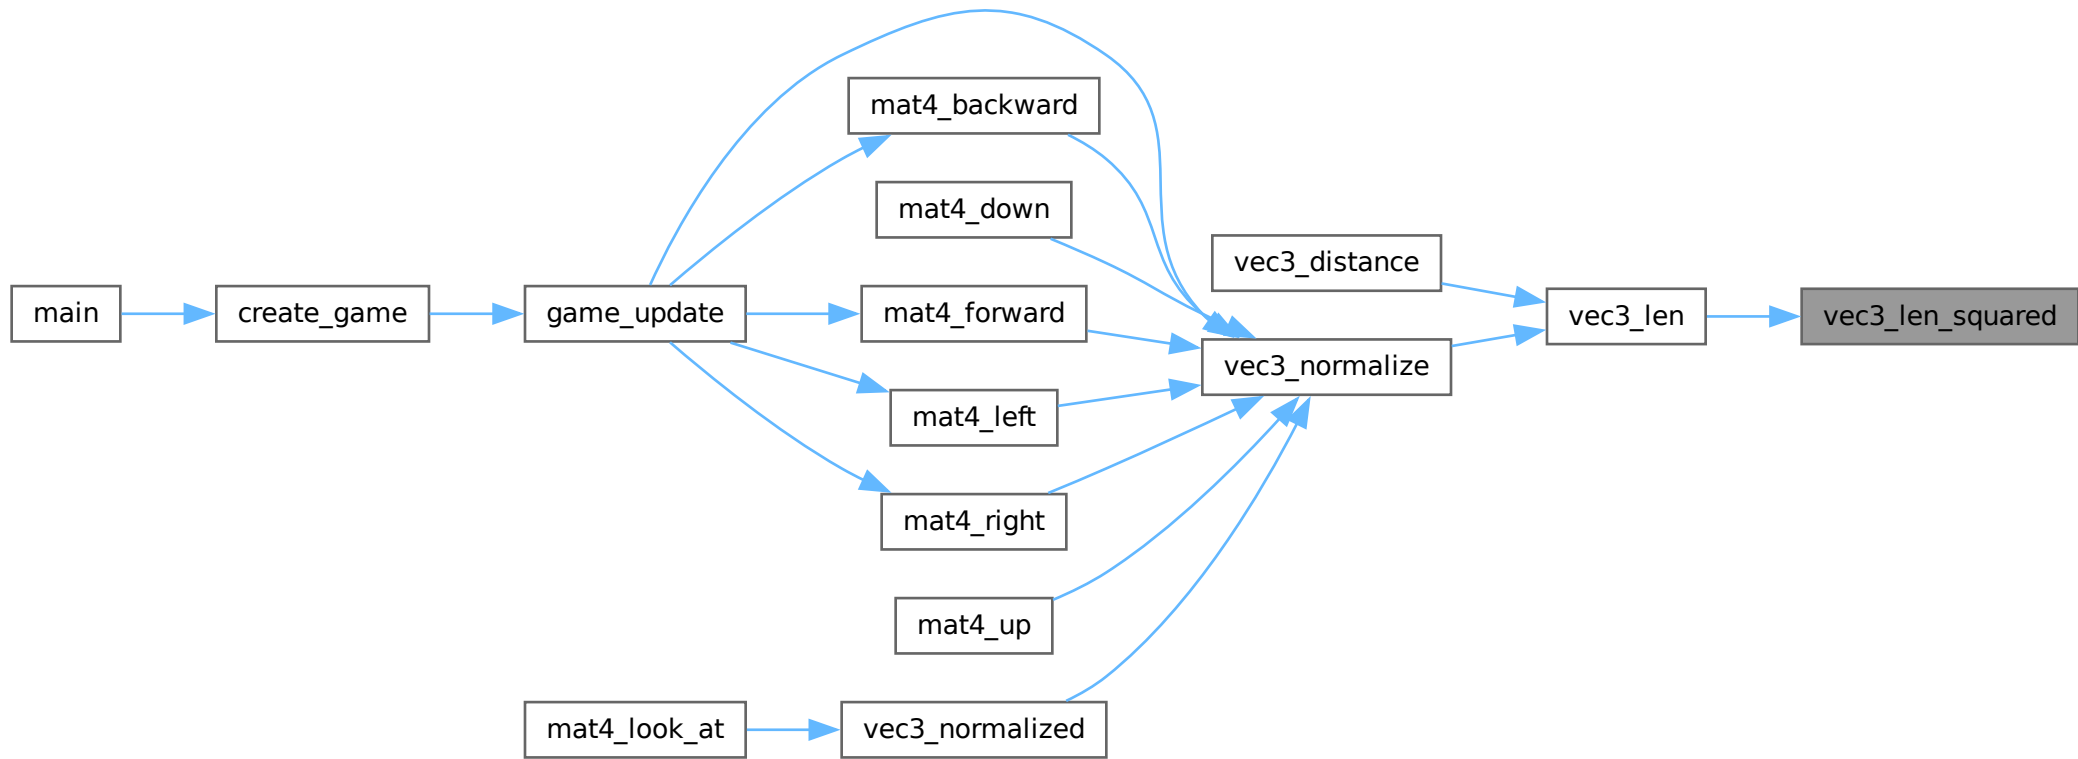 main
create_game
game_update
mat4_backward
mat4_down
mat4_forward
mat4_left
mat4_right
mat4_up
mat4_look_at
vec3_normalized
vec3_distance
vec3_normalize
vec3_len
vec3_len_squared